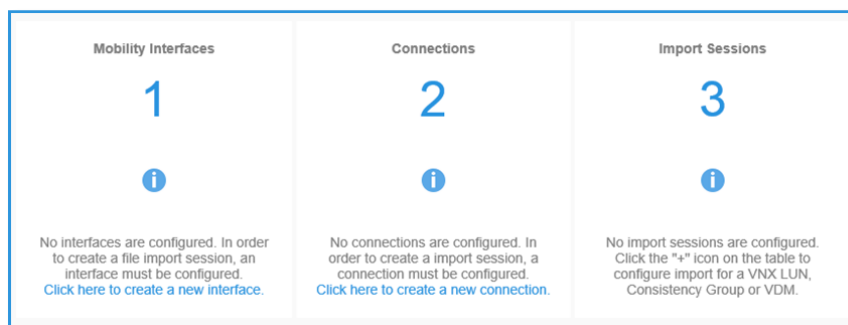 Mobility Interfaces
1
No interfaces are configured. In order
to create a file import session, an
interface must be configured.
Click here to create a new interface.
Connections
2
No connections are configured. In
order to create a import session, a
connection must be configured.
Click here to create a new connection.
Import Sessions
3
No import sessions are configured.
Click the "+" icon on the table to
configure import for a VNX LUN,
Consistency Group or VDM.